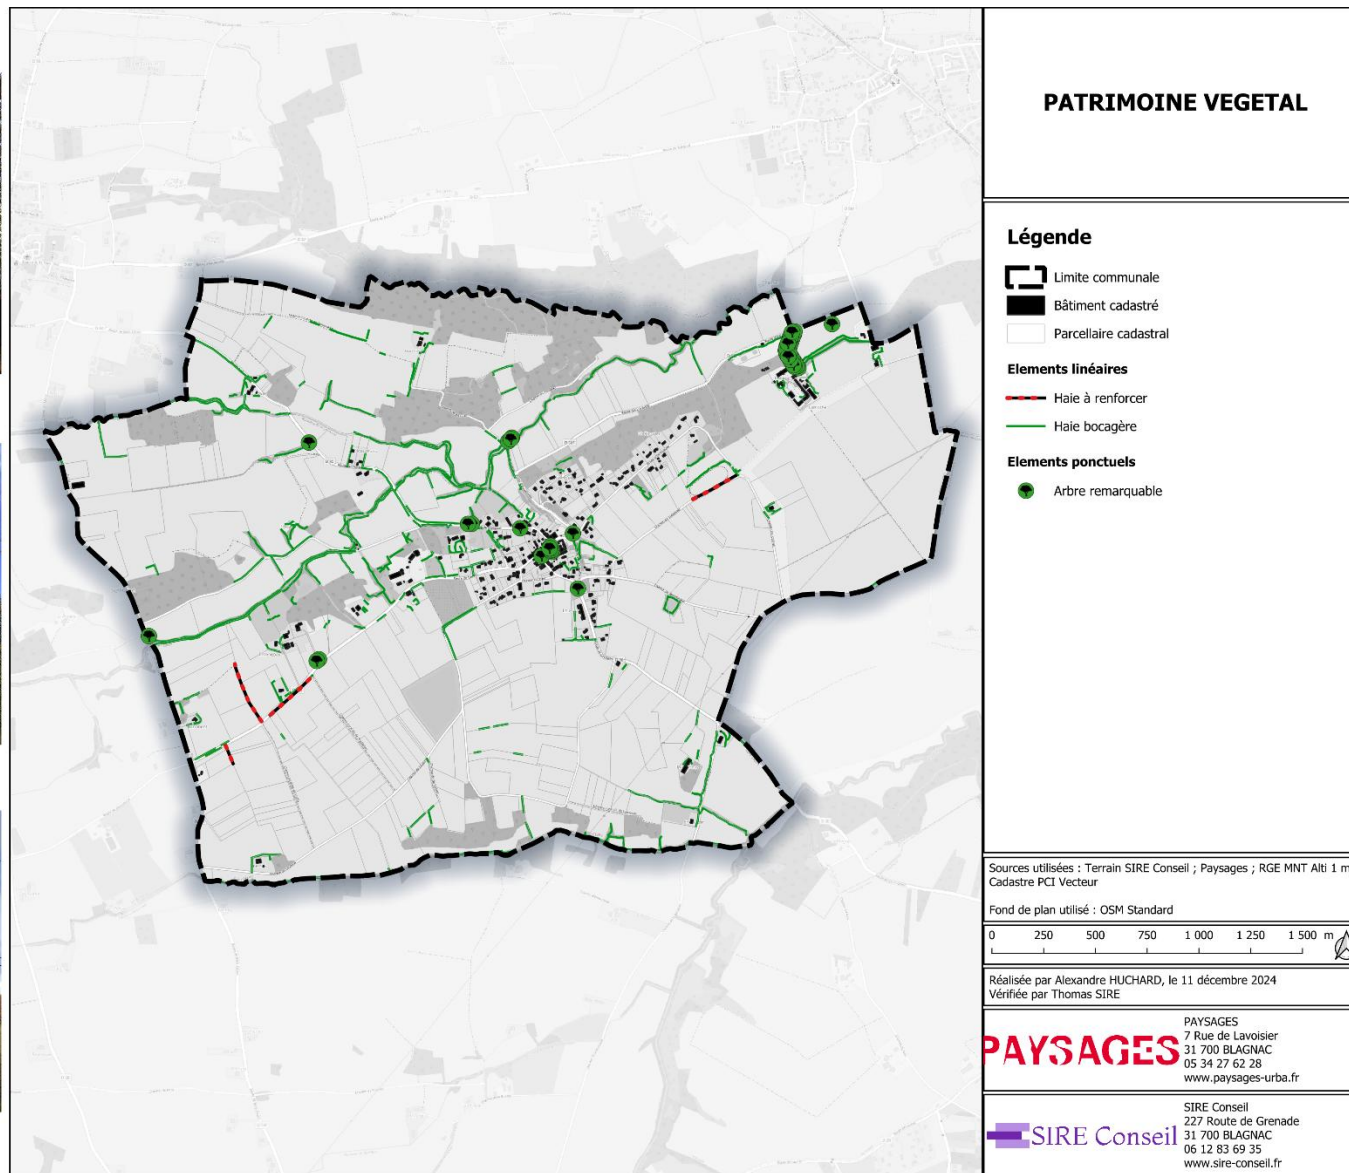 PATRIMOINE VEGETAL
Légende
Limite communale
Bâtiment cadastré
Parcellaire cadastral
Elements linéaires
Haie à renforcer
Haie bocagère
Elements ponctuels
Arbre remarquable
Sources utilisées : Terrain SIRE Conseil ; Paysages ; RGE MNT Alti 1 m
Cadastre PCI Vecteur
Fond de plan utilisé : OSM Standard
0 250 500 750 1 000 1 250 1 500 m
Réalisée par Alexandre HUCHARD, le 11 décembre 2024
Vérifiée par Thomas SIRE
PAYSAGES
PAYSAGES
7 Rue de Lavoisier
31 700 BLAGNAC
05 34 27 62 28
www.paysages-urba.fr
SIRE Conseil
SIRE Conseil
227 Route de Grenade
31 700 BLAGNAC
06 12 83 69 35
www.sire-conseil.fr